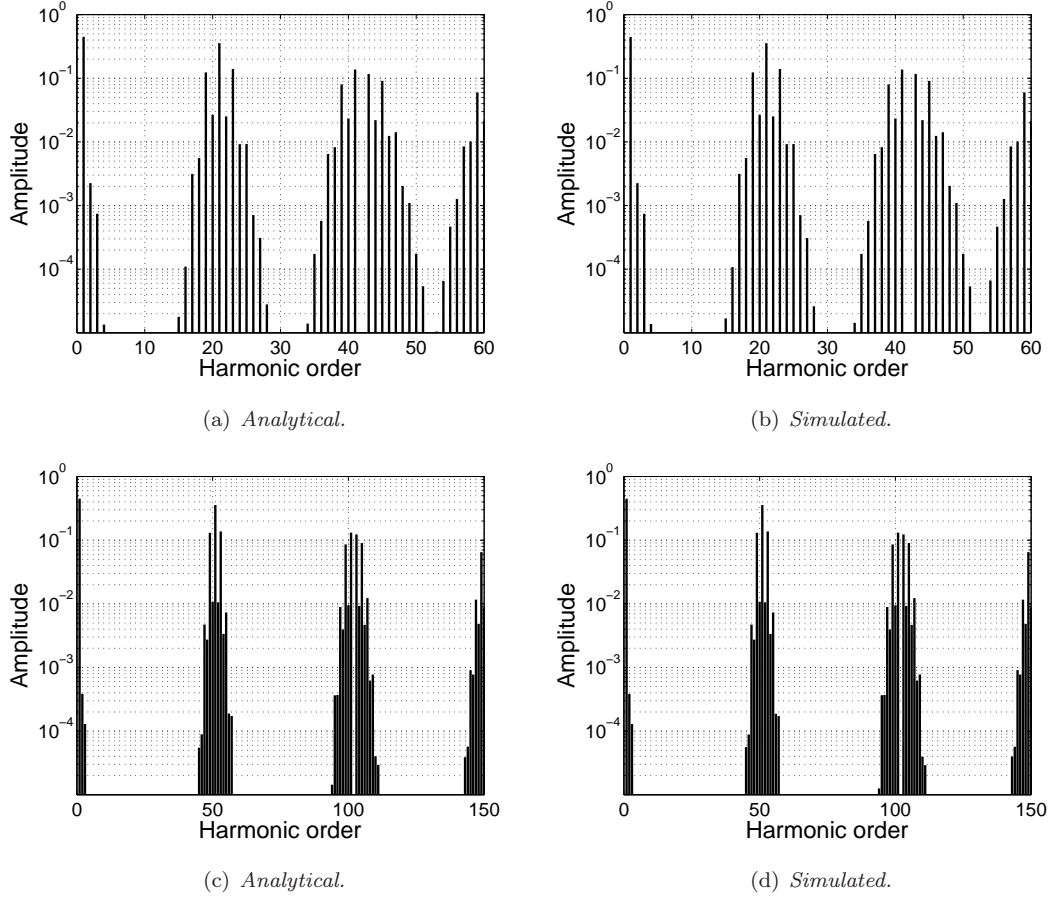 10^0 10^0
10^-1 10^-1
10^-2 10^-2
10^-3 10^-3
10^-4 10^-4
Amplitude Amplitude
0 10 20 30 40 50 60 0 10 20 30 40 50 60
Harmonic order Harmonic order
(a) Analytical. (b) Simulated.
10^0 10^0
10^-1 10^-1
10^-2 10^-2
10^-3 10^-3
10^-4 10^-4
Amplitude Amplitude
0 50 100 150 0 50 100 150
Harmonic order Harmonic order
(c) Analytical. (d) Simulated.